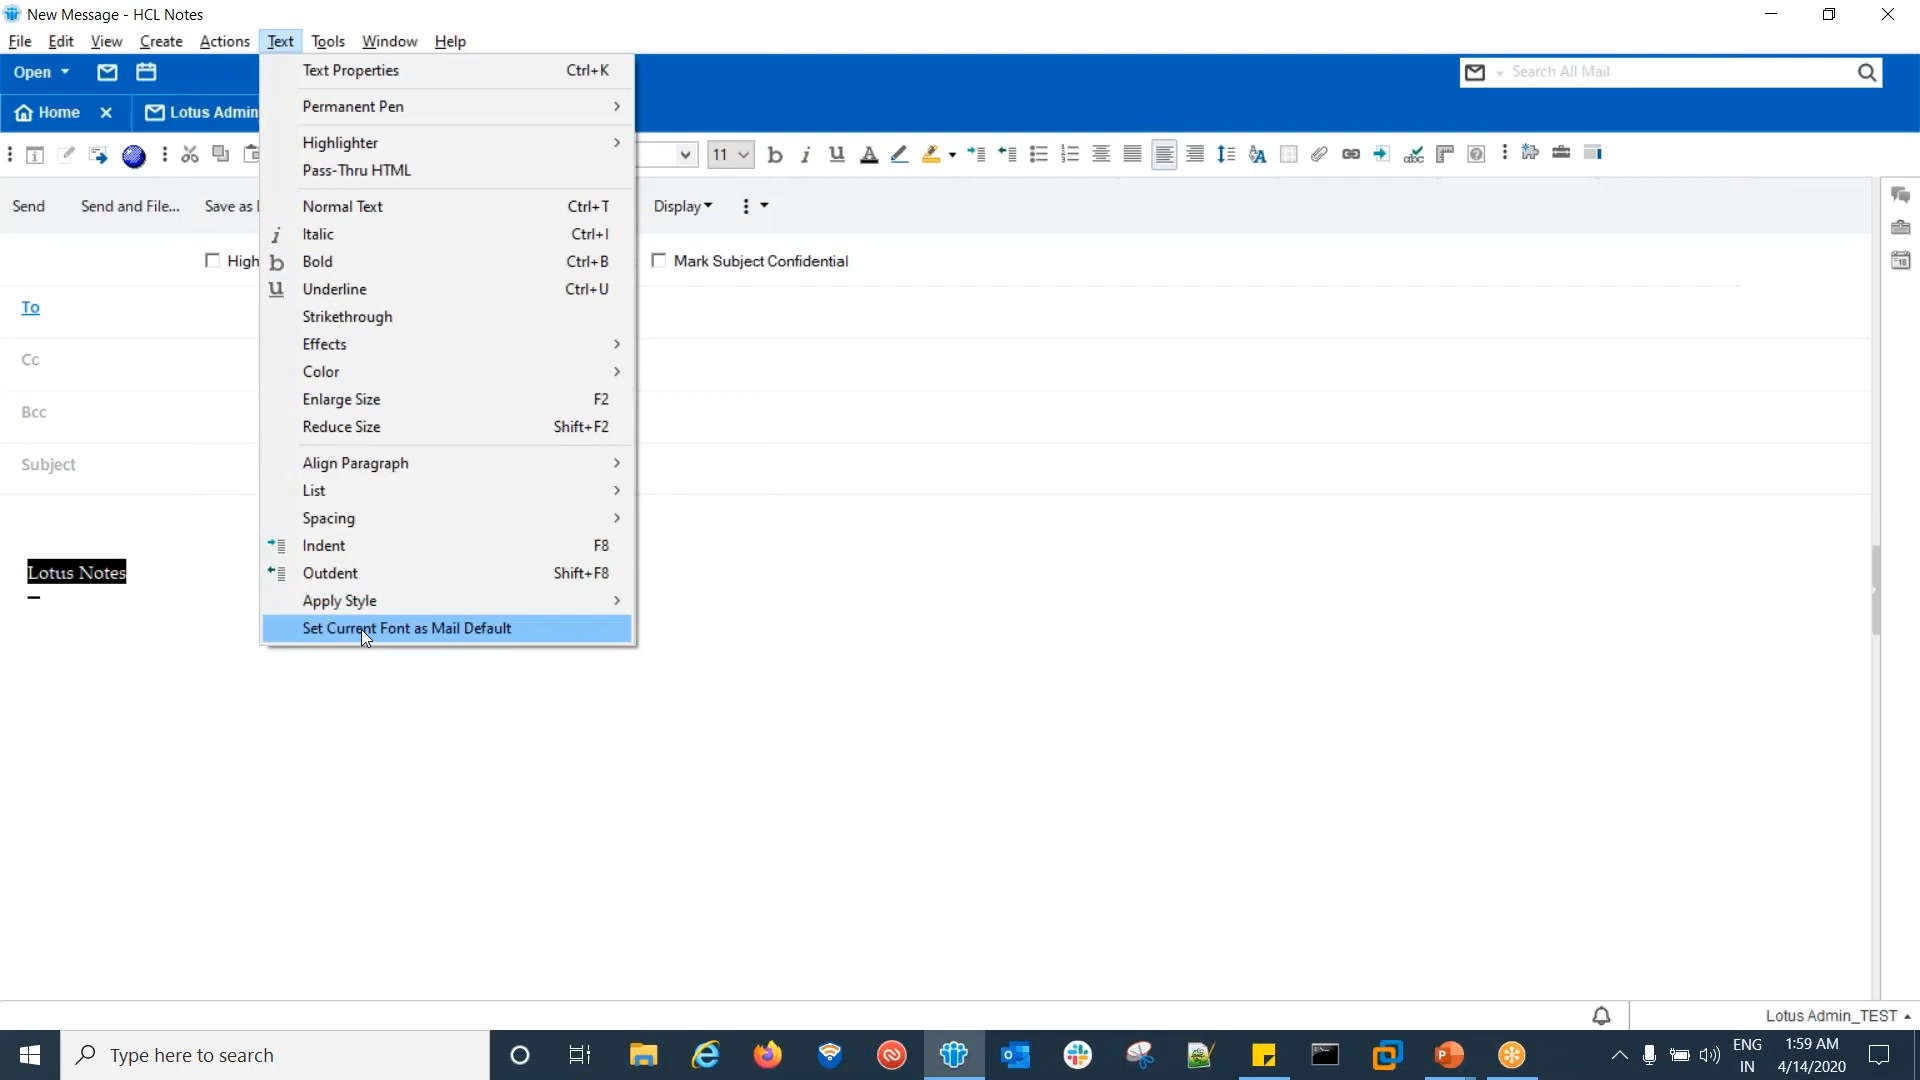 New Message - HCL Notes
File Edit View Create Actions Text Tools Window Help
Open
Search All Mail
Home
Lotus Admin
11
Send Send and File... Save as
Display
High
Mark Subject Confidential
To
Cc
Bcc
Subject
Lotus Notes
Text Properties Ctrl+K
Permanent Pen
Highlighter
Pass-Thru HTML
Normal Text Ctrl+T
Italic Ctrl+I
Bold Ctrl+B
Underline Ctrl+U
Strikethrough
Effects
Color
Enlarge Size F2
Reduce Size Shift+F2
Align Paragraph
List
Spacing
Indent F8
Outdent Shift+F8
Apply Style
Set Current Font as Mail Default
18
Lotus Admin_TEST
Type here to search
ENG
IN
1:59 AM
4/14/2020